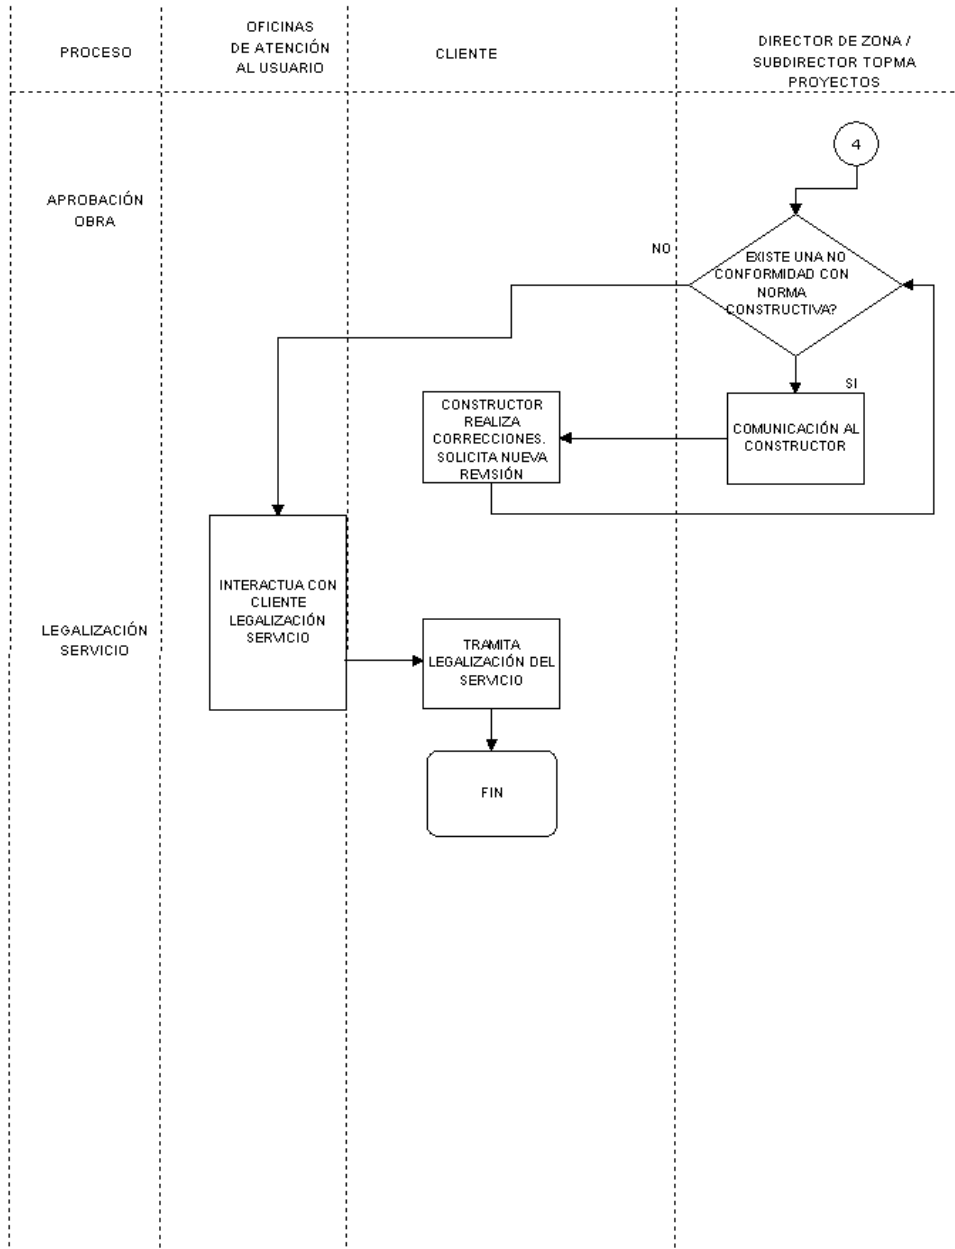 PROCESO
OFICINAS
DE ATENCIÓN
AL USUARIO
CLIENTE
DIRECTOR DE ZONA /
SUBDIRECTOR TOPMA
PROYECTOS
4
APROBACIÓN
OBRA
NO
EXISTE UNA NO
CONFORMIDAD CON
NORMA
CONSTRUCTIVA?
SI
CONSTRUCTOR
REALIZA
CORRECCIONES.
SOLICITA NUEVA
REVISIÓN
COMUNICACIÓN AL
CONSTRUCTOR
INTERACTUA CON
CLIENTE
LEGALIZACIÓN
SERVICIO
LEGALIZACIÓN
SERVICIO
TRAMITA
LEGALIZACIÓN DEL
SERVICIO
FIN